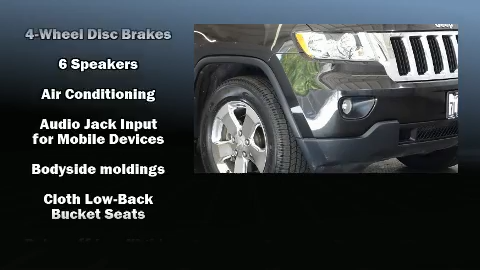 4-Wheel Disc Brakes
6 Speakers
Air Conditioning
Audio Jack Input
for Mobile Devices
Bodyside moldings
Cloth Low-Back
Bucket Seats
Jeep